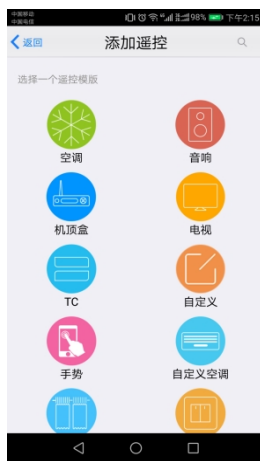 中国移动
中国电信
98% 下午2:15
返回
添加遥控
选择一个遥控模版
空调
音响
机顶盒
电视
TC
自定义
手势
自定义空调